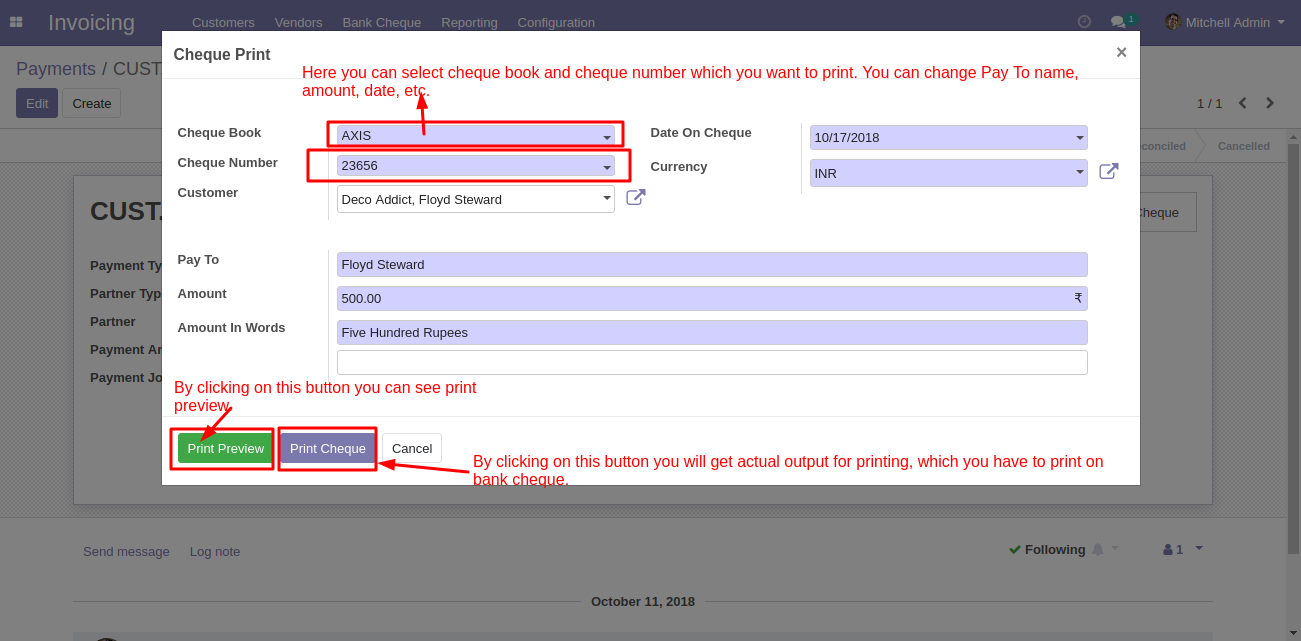 Invoicing Customers Vendors Bank Cheque Reporting Configuration 1 Mitchell Admin
Cheque Print ×
Payments / CUST.
Here you can select cheque book and cheque number which you want to print. You can change Pay To name,
amount, date, etc.
Edit Create 1 / 1
Cheque Book AXIS Date On Cheque 10/17/2018
Cheque Number 23656 Currency INR
Customer Deco Addict, Floyd Steward
Cancelled
CUST.
Cheque
Pay To Floyd Steward
Payment Ty
Amount 500.00 ₹
Partner Typ
Amount In Words Five Hundred Rupees
Partner
Payment Ar
Payment Jo
By clicking on this button you can see print
preview
Print Preview Print Cheque Cancel
By clicking on this button you will get actual output for printing, which you have to print on
bank cheque.
Send message Log note Following 1
October 11, 2018